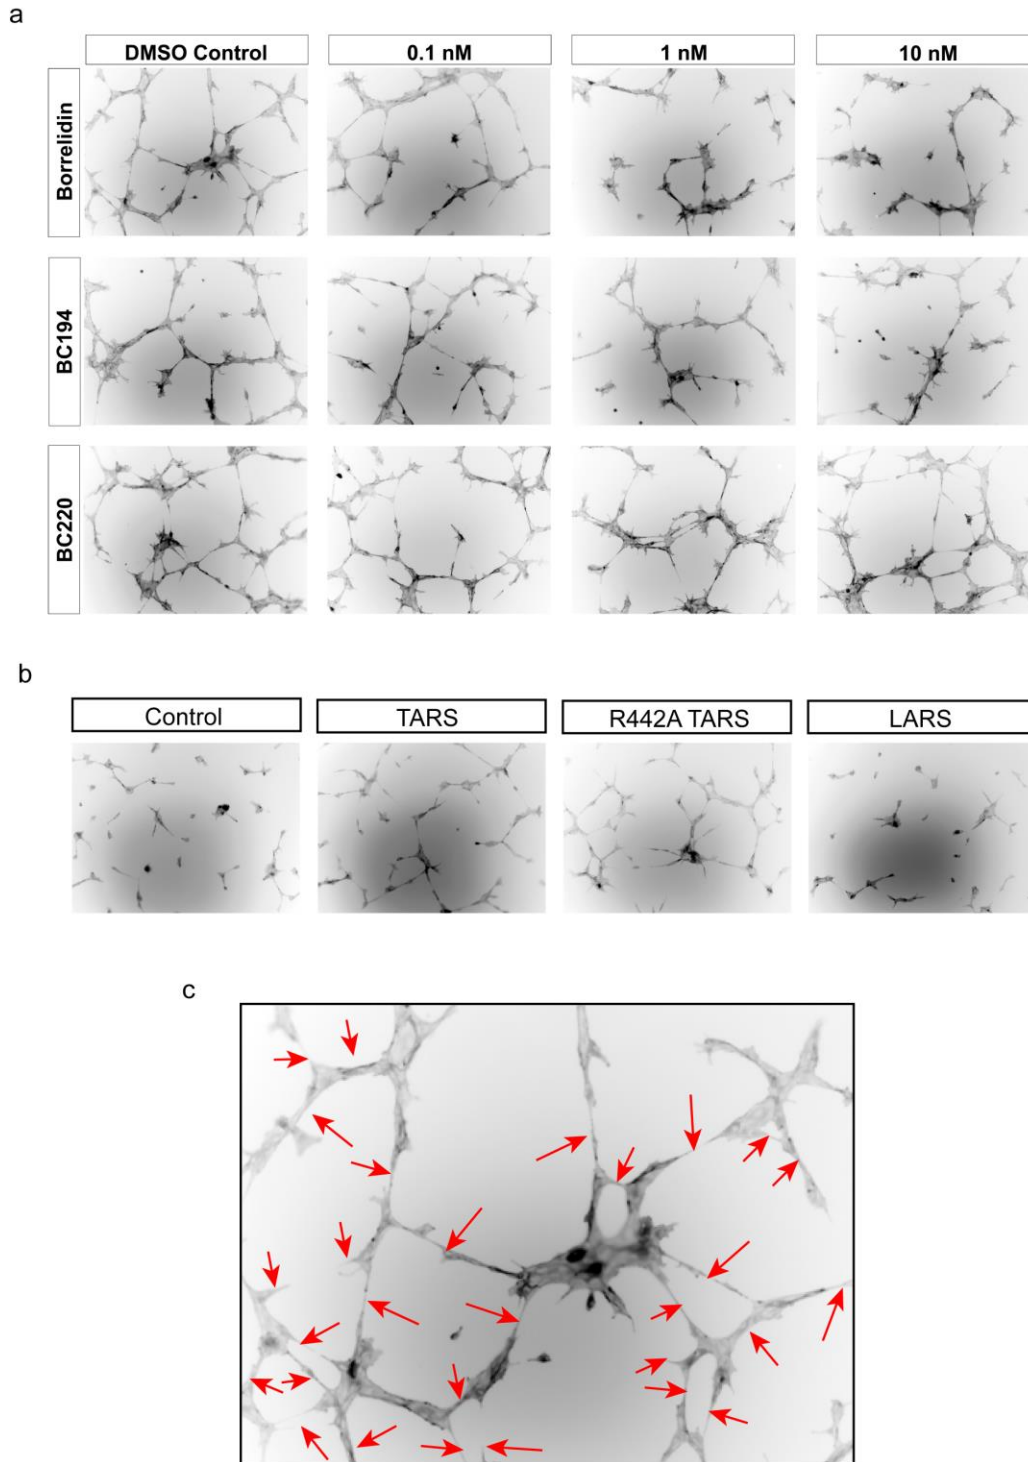 a
DMSO Control 0.1 nM 1 nM 10 nM
Borrelidin
BC194
BC220
b
Control TARS R442A TARS LARS
c